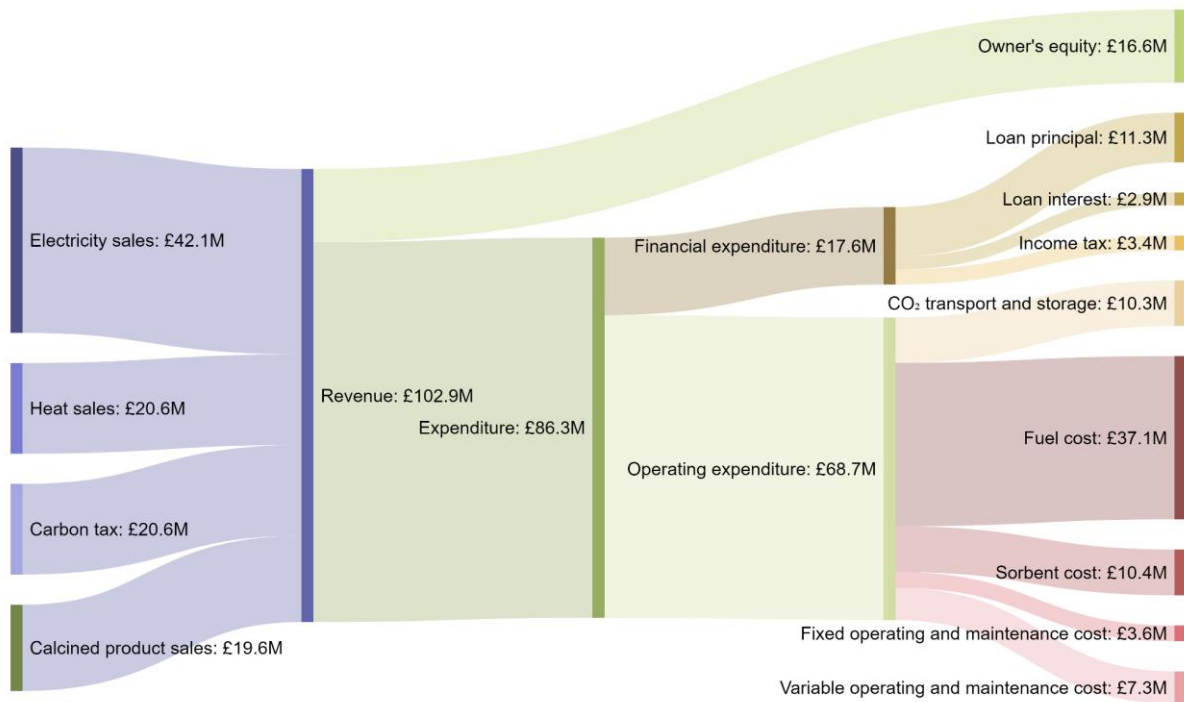 Owner's equity: £16.6M
Loan principal: £11.3M
Loan interest: £2.9M
Electricity sales: £42.1M
Financial expenditure: £17.6M
Income tax: £3.4M
CO₂ transport and storage: £10.3M
Revenue: £102.9M
Heat sales: £20.6M
Expenditure: £86.3M
Fuel cost: £37.1M
Operating expenditure: £68.7M
Carbon tax: £20.6M
Sorbent cost: £10.4M
Fixed operating and maintenance cost: £3.6M
Calcined product sales: £19.6M
Variable operating and maintenance cost: £7.3M